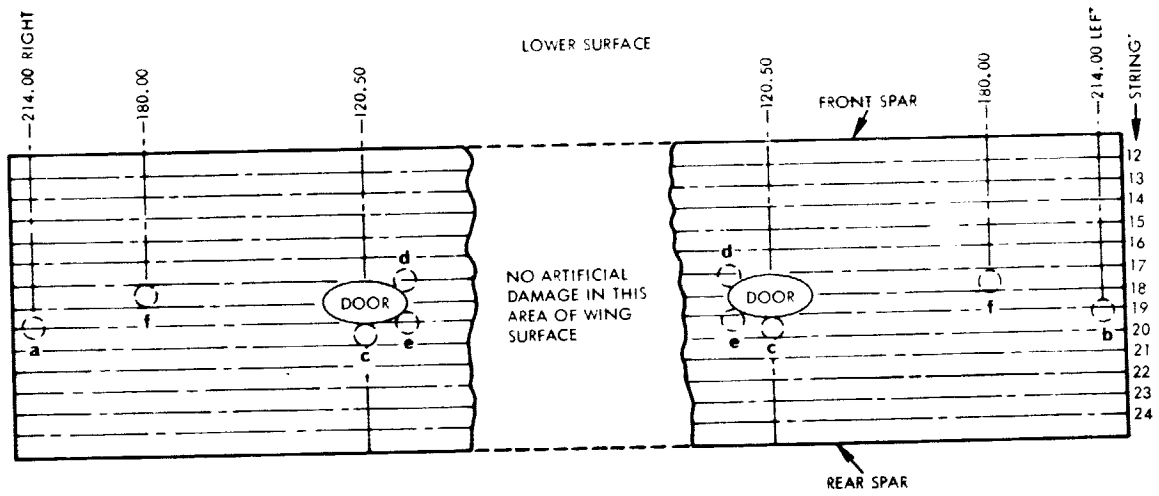 LOWER SURFACE
214.00 RIGHT
180.00
120.50
120.50
180.00
214.00 LEFT
STRING
FRONT SPAR
12
13
14
15
16
17
18
19
20
21
22
23
24
d
DOOR
f
a
c
e
NO ARTIFICIAL
DAMAGE IN THIS
AREA OF WING
SURFACE
d
DOOR
e
c
f
b
REAR SPAR